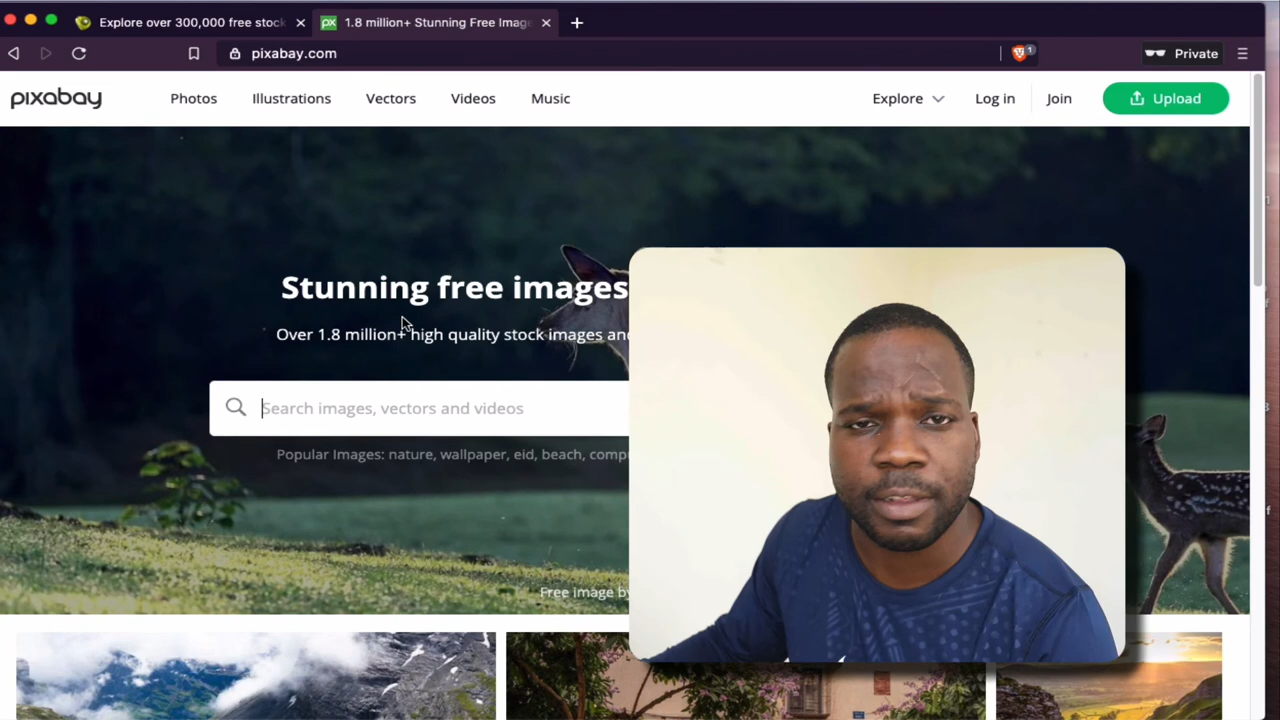 Explore over 300,000 free stock
1.8 million+ Stunning Free Imag
pixabay.com
1
Private
pixabay
Photos
Illustrations
Vectors
Videos
Music
Explore
Log in
Join
Upload
Stunning free images
Over 1.8 million+ high quality stock images and
Search images, vectors and videos
Popular Images: nature, wallpaper, eid, beach, comp
Free image by